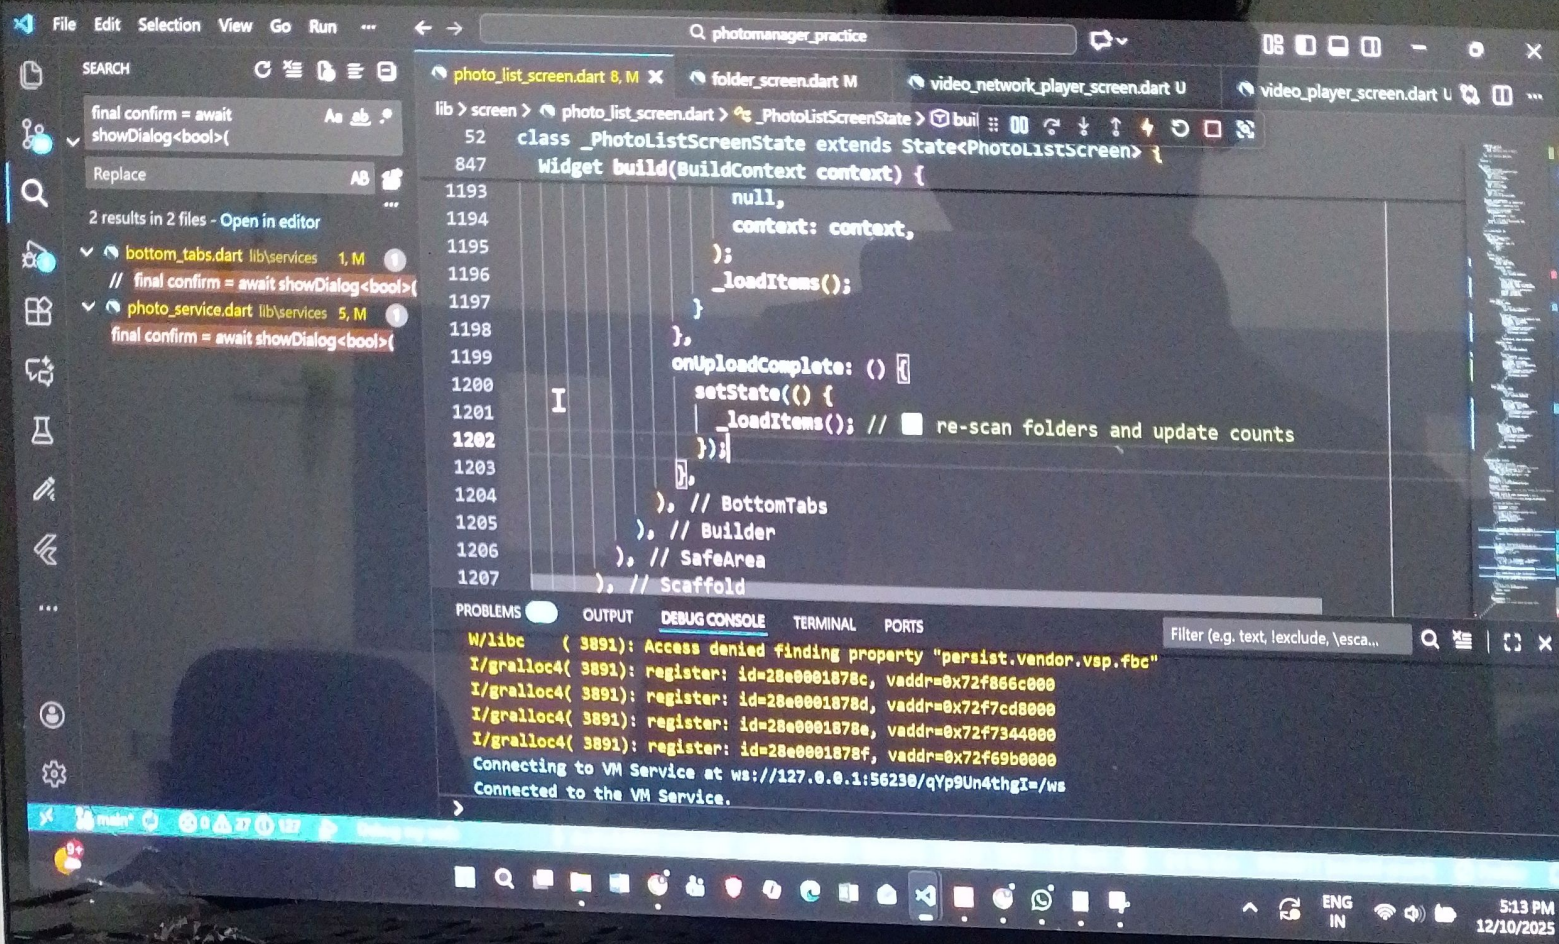 File Edit Selection View Go Run ...
photomanager_practice
SEARCH
final confirm = await
showDialog<bool>(
Aa ab .*
Replace
AB
2 results in 2 files - Open in editor
bottom_tabs.dart lib\services 1, M 1
// final confirm = await showDialog<bool>(
photo_service.dart lib\services 5, M 1
final confirm = await showDialog<bool>(
photo_list_screen.dart 8, M
folder_screen.dart M
video_network_player_screen.dart U
video_player_screen.dart U
lib > screen > photo_list_screen.dart > _PhotoListScreenState > buil
52 class _PhotoListScreenState extends State<PhotoListScreen> {
847 Widget build(BuildContext context) {
1193 null,
1194 context: context,
1195 );
1196 _loadItems();
1197 }
1198 },
1199 onUploadComplete: () {
1200 setState(() {
1201 _loadItems(); // re-scan folders and update counts
1202 });
1203 },
1204 ), // BottomTabs
1205 ), // Builder
1206 ), // SafeArea
1207 ), // Scaffold
PROBLEMS OUTPUT DEBUG CONSOLE TERMINAL PORTS
Filter (e.g. text, !exclude, \esca...
W/libc ( 3891): Access denied finding property "persist.vendor.vsp.fbc"
I/gralloc4( 3891): register: id=28e0001878c, vaddr=0x72f866c000
I/gralloc4( 3891): register: id=28e0001878d, vaddr=0x72f7cd8000
I/gralloc4( 3891): register: id=28e0001878e, vaddr=0x72f7344000
I/gralloc4( 3891): register: id=28e0001878f, vaddr=0x72f69b0000
Connecting to VM Service at ws://127.0.0.1:56230/qYp9Un4thgI=/ws
Connected to the VM Service.
>
main* 0 27
9+
ENG
IN
5:13 PM
12/10/2025